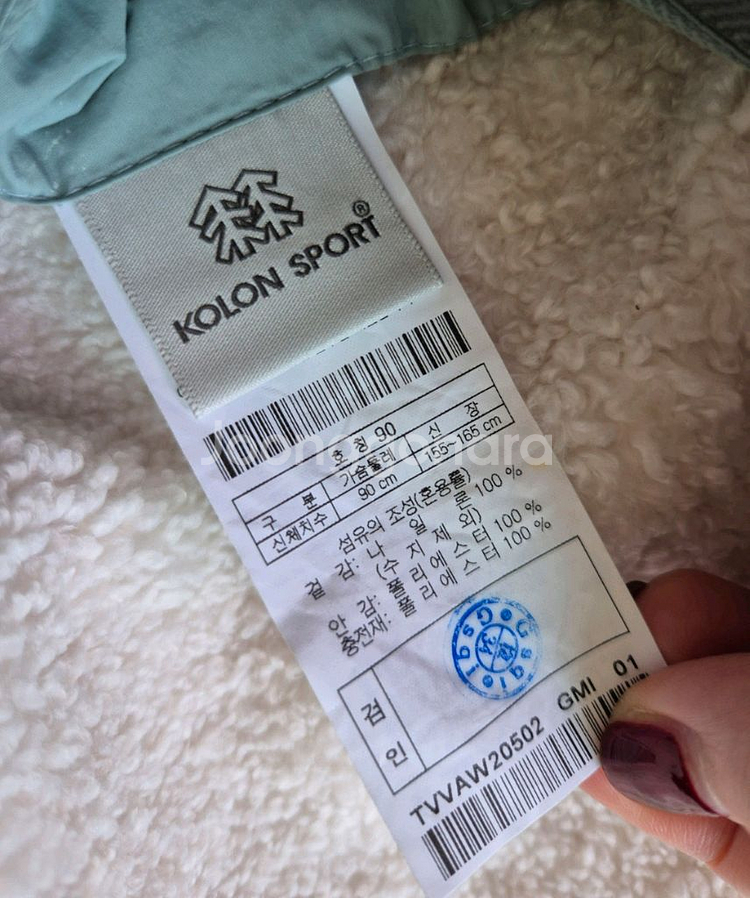 KOLON SPORT®
호칭 90
구 분 가슴둘레 신 장
신체치수 90 cm 155~165 cm
섬유의 조성(혼용률)
겉 감: 나 일 론 100 %
(수 지 제 외)
안 감: 폴 리 에 스 터 100 %
충전재: 폴 리 에 스 터 100 %
검
인
TVVAW20502 GMI 01
Joonggonara